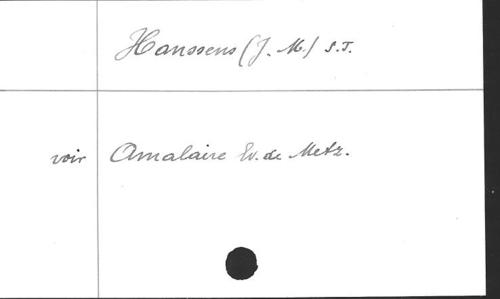 Hanssens (J. M.) S.J.
voir Amalaire Ev. de Metz.